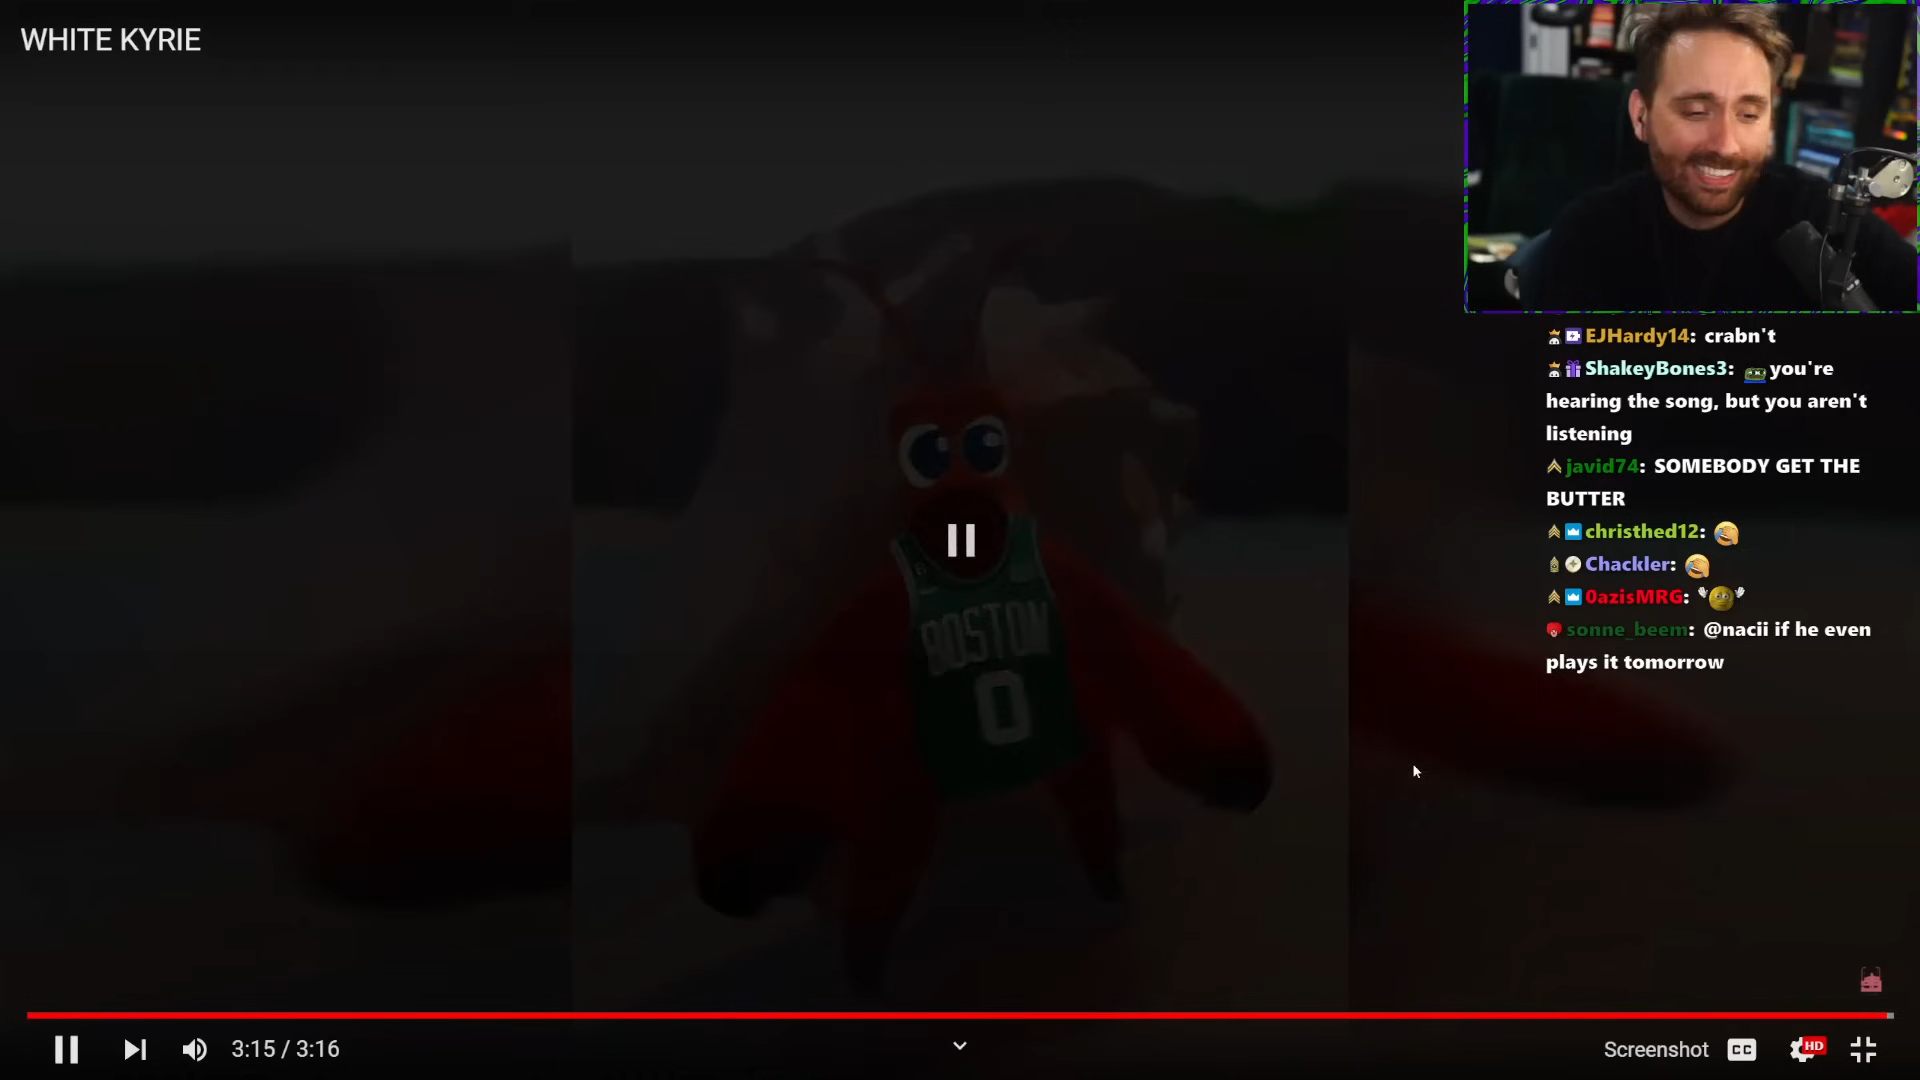 WHITE KYRIE
EJHardy14: crabn't
ShakeyBones3: you're
hearing the song, but you aren't
listening
javid74: SOMEBODY GET THE
BUTTER
christhed12:
Chackler:
0azisMRG:
sonne_beem: @nacii if he even
plays it tomorrow
BOSTON
0
3:15 / 3:16
Screenshot
CC
HD